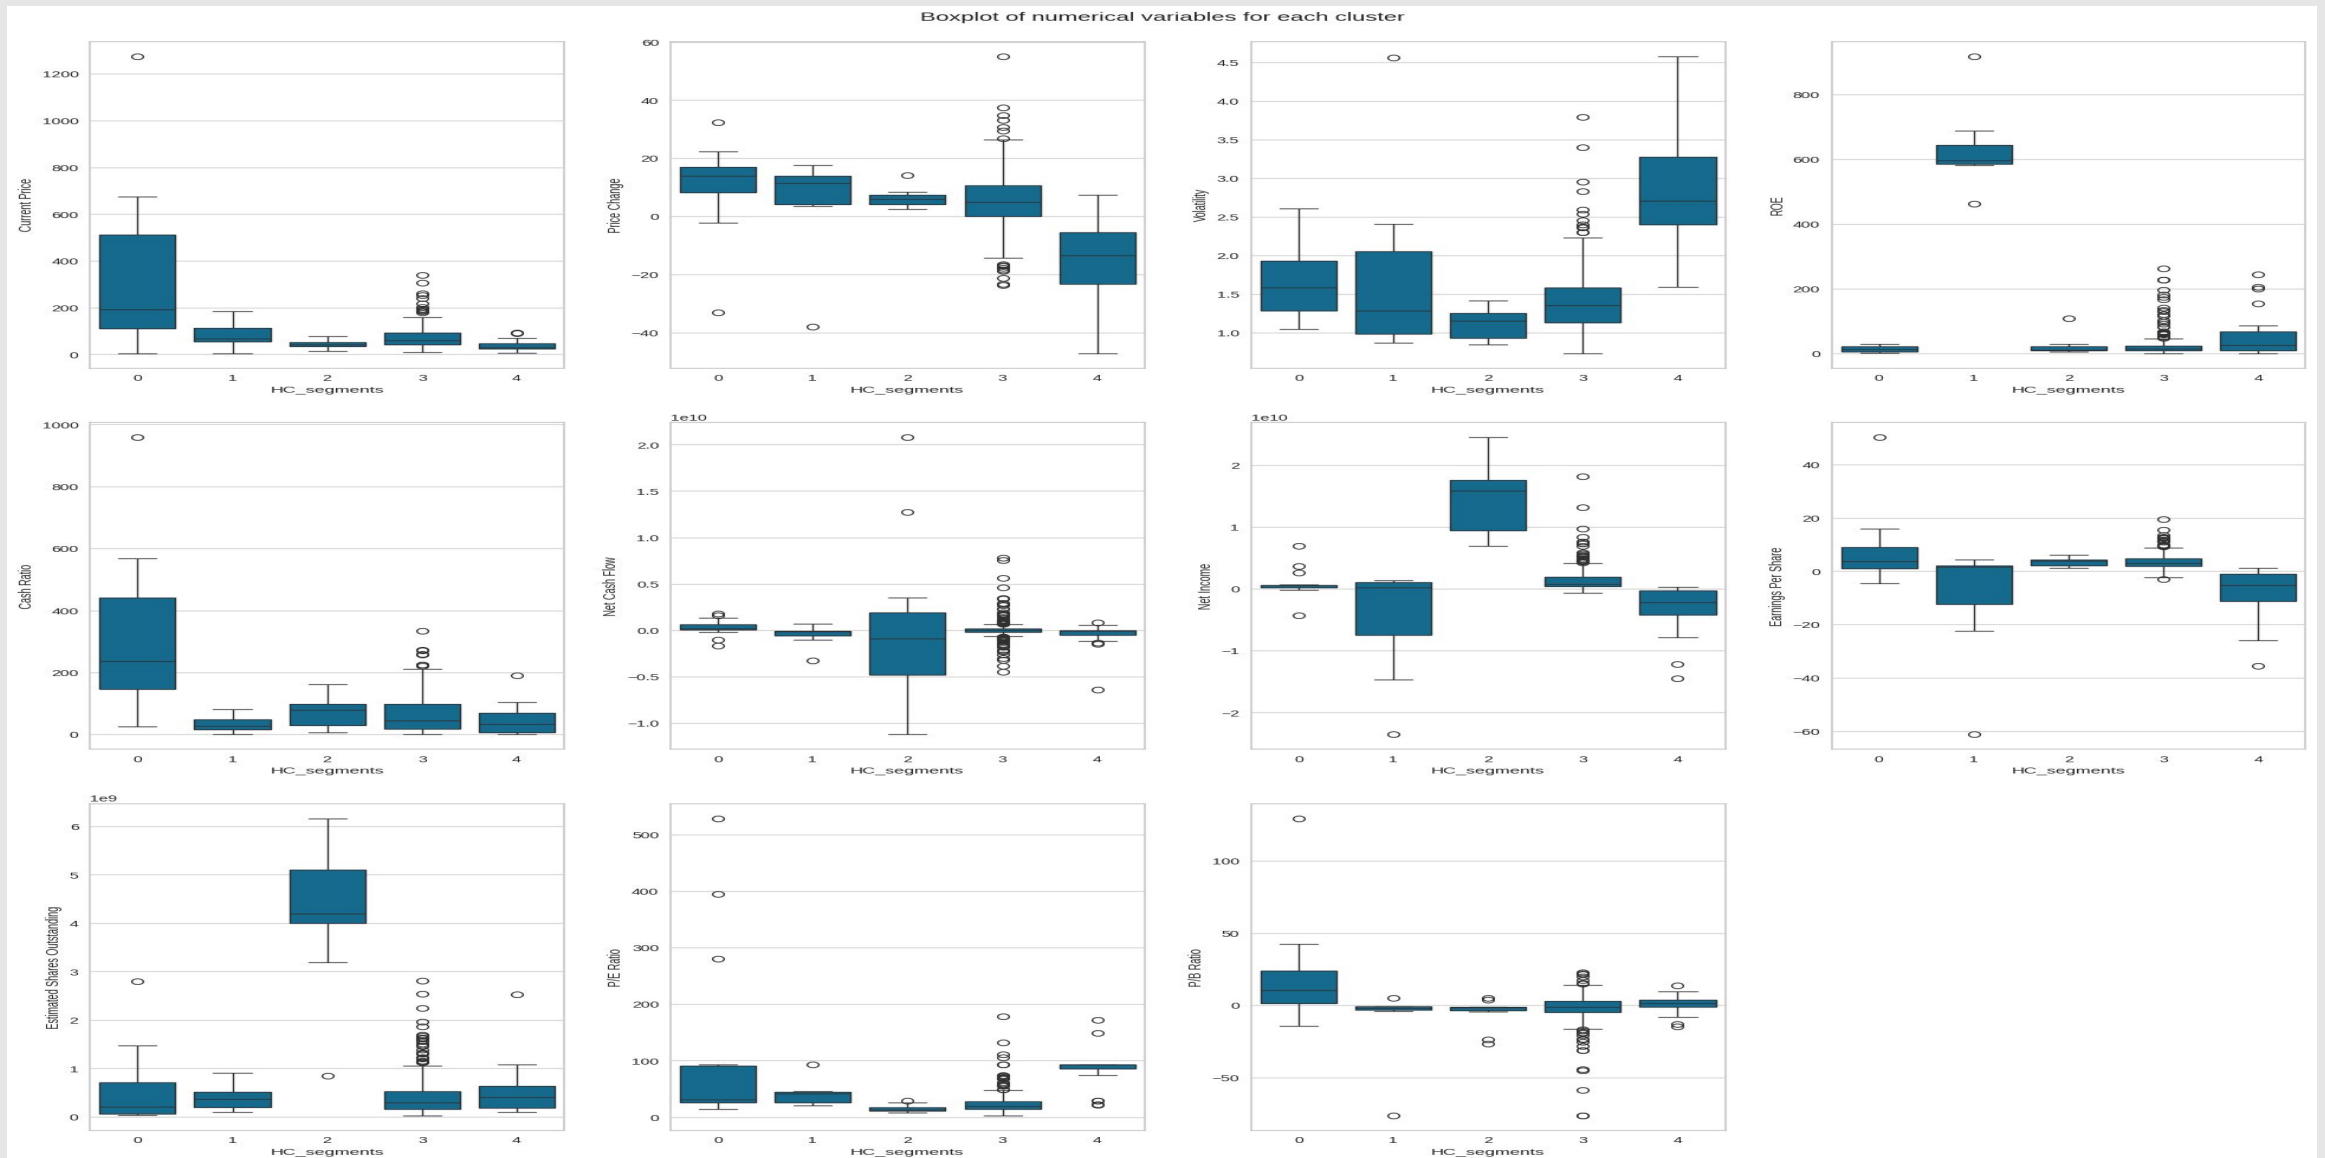 Boxplot of numerical variables for each cluster
Current Price
1200
1000
800
600
400
200
0
0 1 2 3 4
HC_segments
Price Change
60
40
20
0
−20
−40
0 1 2 3 4
HC_segments
Volatility
4.5
4.0
3.5
3.0
2.5
2.0
1.5
1.0
0 1 2 3 4
HC_segments
ROE
800
600
400
200
0
0 1 2 3 4
HC_segments
Cash Ratio
1000
800
600
400
200
0
0 1 2 3 4
HC_segments
1e10
Net Cash Flow
2.0
1.5
1.0
0.5
0.0
−0.5
−1.0
0 1 2 3 4
HC_segments
1e10
Net Income
2
1
0
−1
−2
0 1 2 3 4
HC_segments
Earnings Per Share
40
20
0
−20
−40
−60
0 1 2 3 4
HC_segments
1e9
Estimated Shares Outstanding
6
5
4
3
2
1
0
0 1 2 3 4
HC_segments
P/E Ratio
500
400
300
200
100
0
0 1 2 3 4
HC_segments
P/B Ratio
100
50
0
−50
0 1 2 3 4
HC_segments